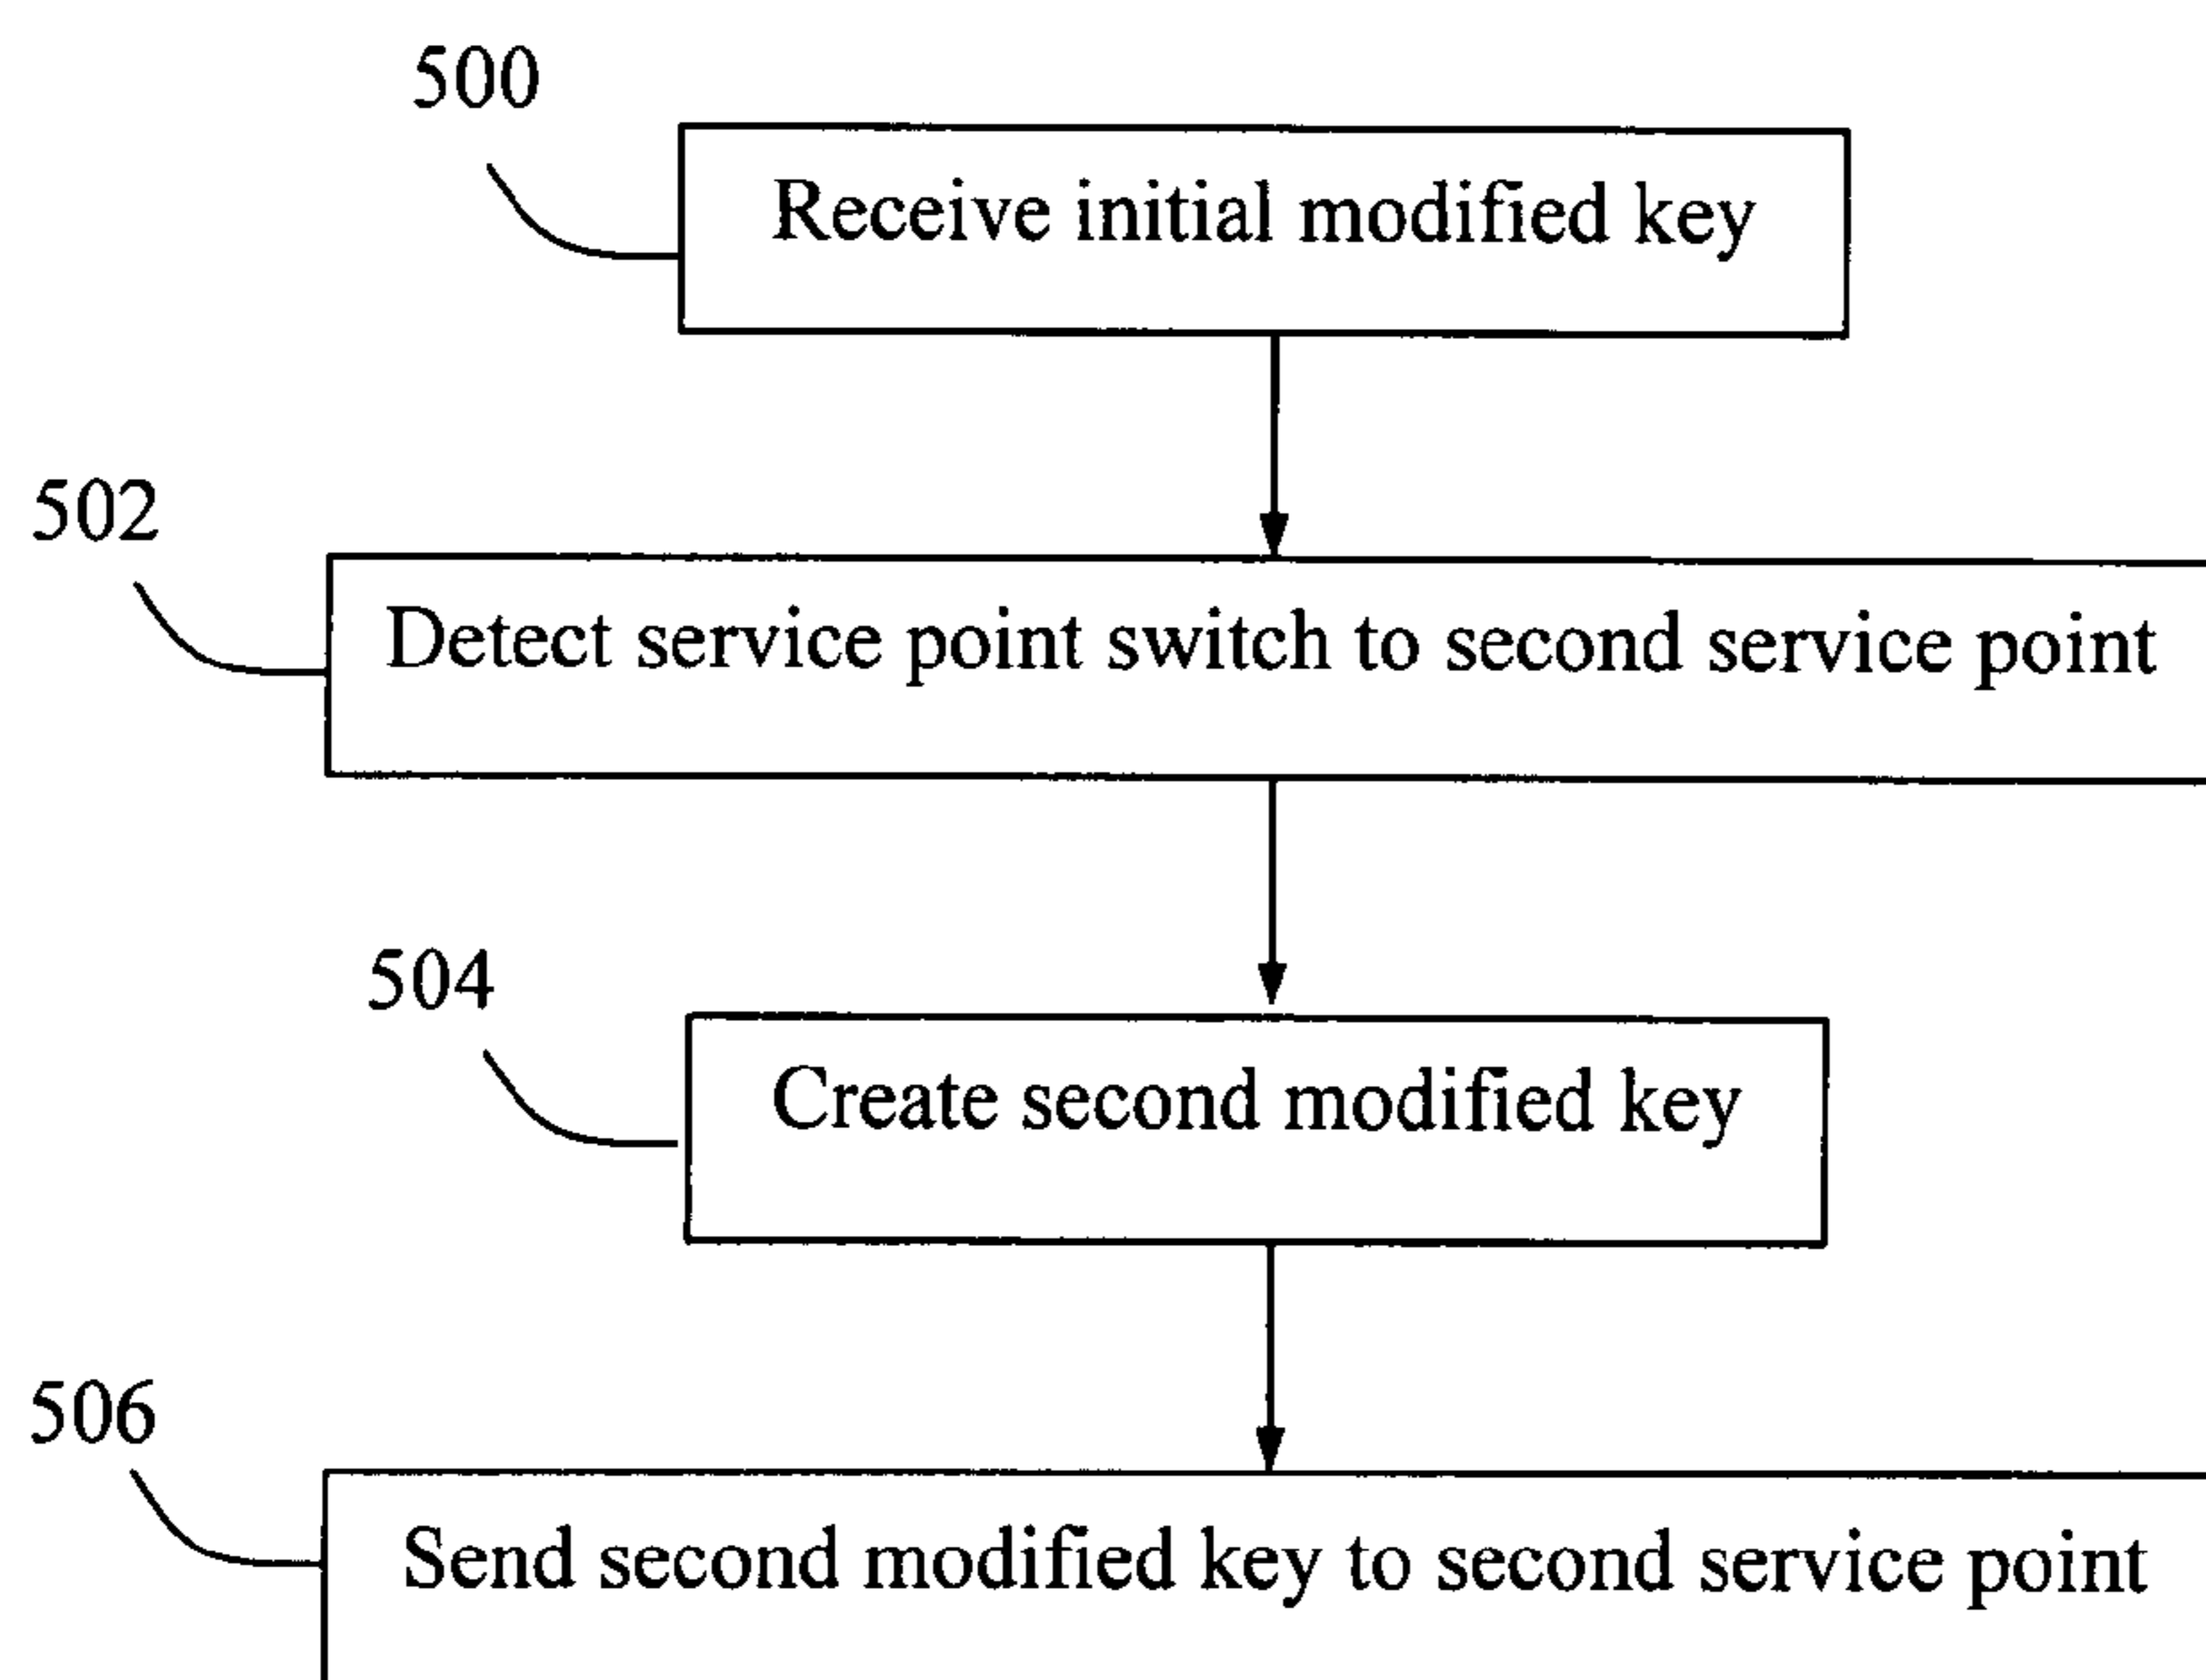 500
Receive initial modified key
502
Detect service point switch to second service point
504
Create second modified key
506
Send second modified key to second service point